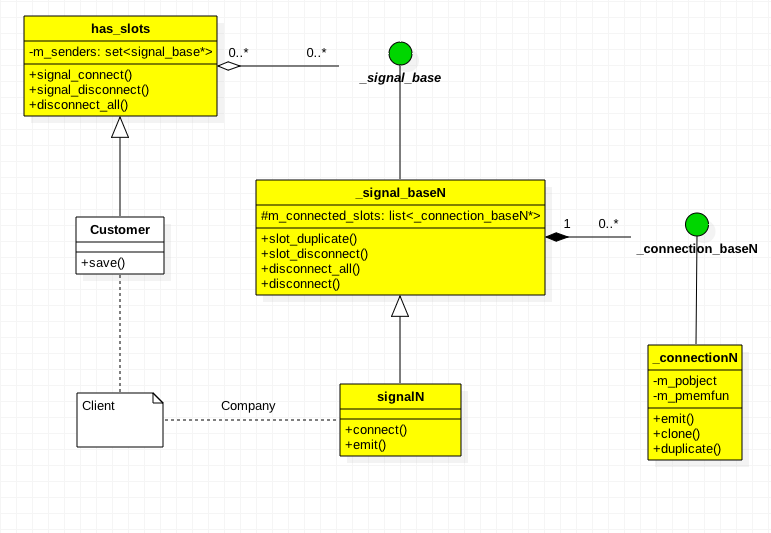 has_slots
-m_senders: set<signal_base*>
+signal_connect()
+signal_disconnect()
+disconnect_all()
0..*
0..*
_signal_base
_signal_baseN
#m_connected_slots: list<_connection_baseN*>
+slot_duplicate()
+slot_disconnect()
+disconnect_all()
+disconnect()
1
0..*
_connection_baseN
Customer
+save()
_connectionN
-m_pobject
-m_pmemfun
+emit()
+clone()
+duplicate()
Client
Company
signalN
+connect()
+emit()